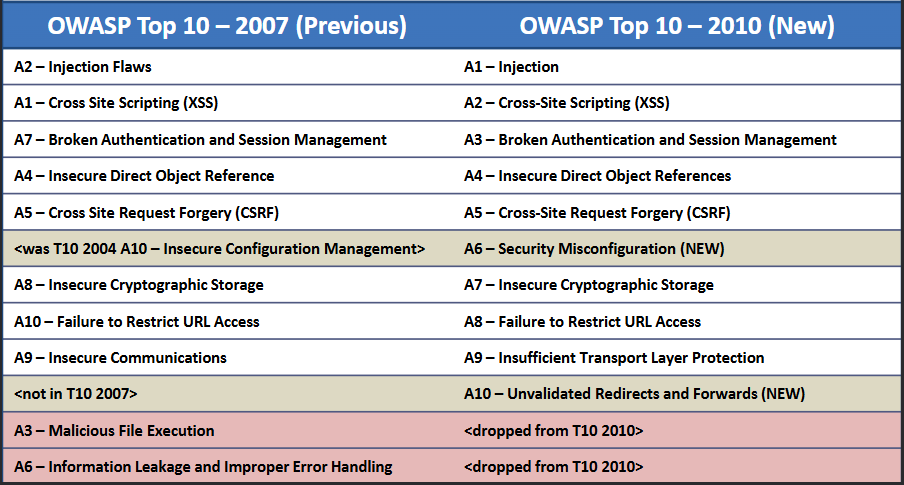 OWASP Top 10 – 2007 (Previous) OWASP Top 10 – 2010 (New)
A2 – Injection Flaws A1 – Injection
A1 – Cross Site Scripting (XSS) A2 – Cross-Site Scripting (XSS)
A7 – Broken Authentication and Session Management A3 – Broken Authentication and Session Management
A4 – Insecure Direct Object Reference A4 – Insecure Direct Object References
A5 – Cross Site Request Forgery (CSRF) A5 – Cross-Site Request Forgery (CSRF)
<was T10 2004 A10 – Insecure Configuration Management> A6 – Security Misconfiguration (NEW)
A8 – Insecure Cryptographic Storage A7 – Insecure Cryptographic Storage
A10 – Failure to Restrict URL Access A8 – Failure to Restrict URL Access
A9 – Insecure Communications A9 – Insufficient Transport Layer Protection
<not in T10 2007> A10 – Unvalidated Redirects and Forwards (NEW)
A3 – Malicious File Execution <dropped from T10 2010>
A6 – Information Leakage and Improper Error Handling <dropped from T10 2010>